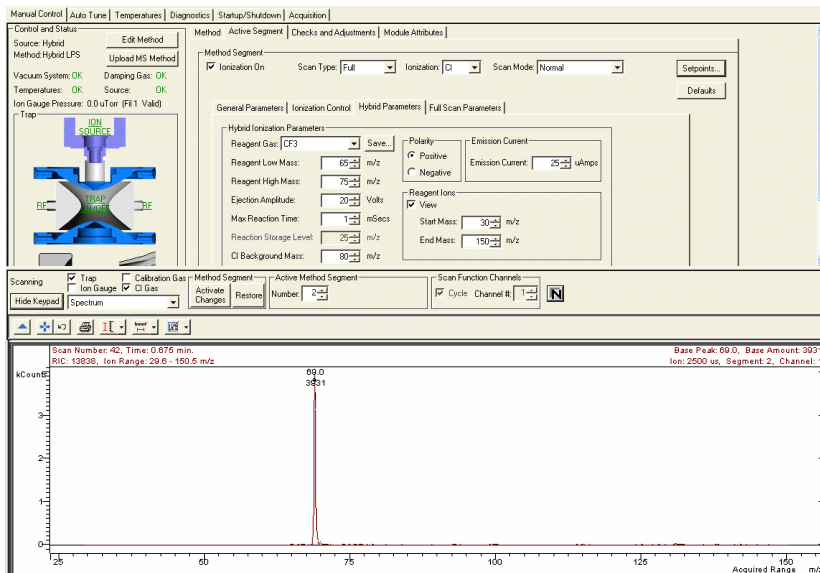 Manual Control Auto Tune Temperatures Diagnostics Startup/Shutdown Acquisition
Control and Status
Source: Hybrid
Edit Method
Method: Hybrid LPS
Upload MS Method
Vacuum System: OK Damping Gas: OK
Temperatures: OK Source: OK
Ion Gauge Pressure: 0.0 uTorr (Fil 1 Valid)
Trap
ION
SOURCE
RF
TRAP
RF
Method Active Segment Checks and Adjustments Module Attributes
Method Segment
Ionization On Scan Type: Full Ionization: CI Scan Mode: Normal Setpoints...
Defaults
General Parameters Ionization Control Hybrid Parameters Full Scan Parameters
Hybrid Ionization Parameters
Reagent Gas: CF3 Save...
Reagent Low Mass: 65 m/z
Reagent High Mass: 75 m/z
Ejection Amplitude: 20 Volts
Max Reaction Time: 1 mSecs
Reaction Storage Level: 25 m/z
CI Background Mass: 80 m/z
Polarity
Positive
Negative
Emission Current
Emission Current: 25 uAmps
Reagent Ions
View
Start Mass: 30 m/z
End Mass: 150 m/z
Scanning
Trap Calibration Gas
Ion Gauge CI Gas
Hide Keypad Spectrum
Method Segment
Activate
Changes
Restore
Active Method Segment
Number: 2
Scan Function Channels
Cycle Channel #: 1
N
Scan Number: 42, Time: 0.675 min.
RIC: 13838, Ion Range: 29.6 - 150.5 m/z
Base Peak: 69.0, Base Amount: 3931
Ion: 2500 us, Segment: 2, Channel: 1
kCounts
69.0
3931
3
2
1
0
25 50 75 100 125 150
Acquired Range m/z